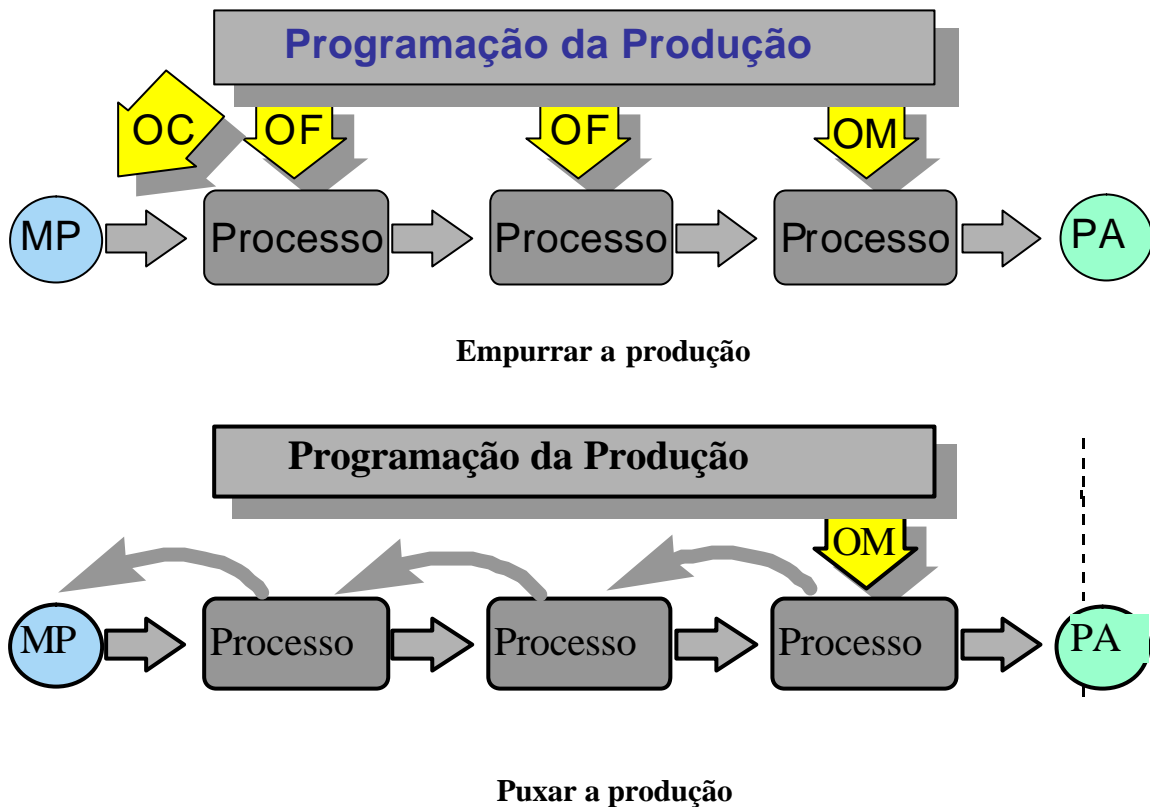 Programação da Produção
OC OF OF OM
MP Processo Processo Processo PA
Empurrar a produção
Programação da Produção
OM
MP Processo Processo Processo PA
Puxar a produção